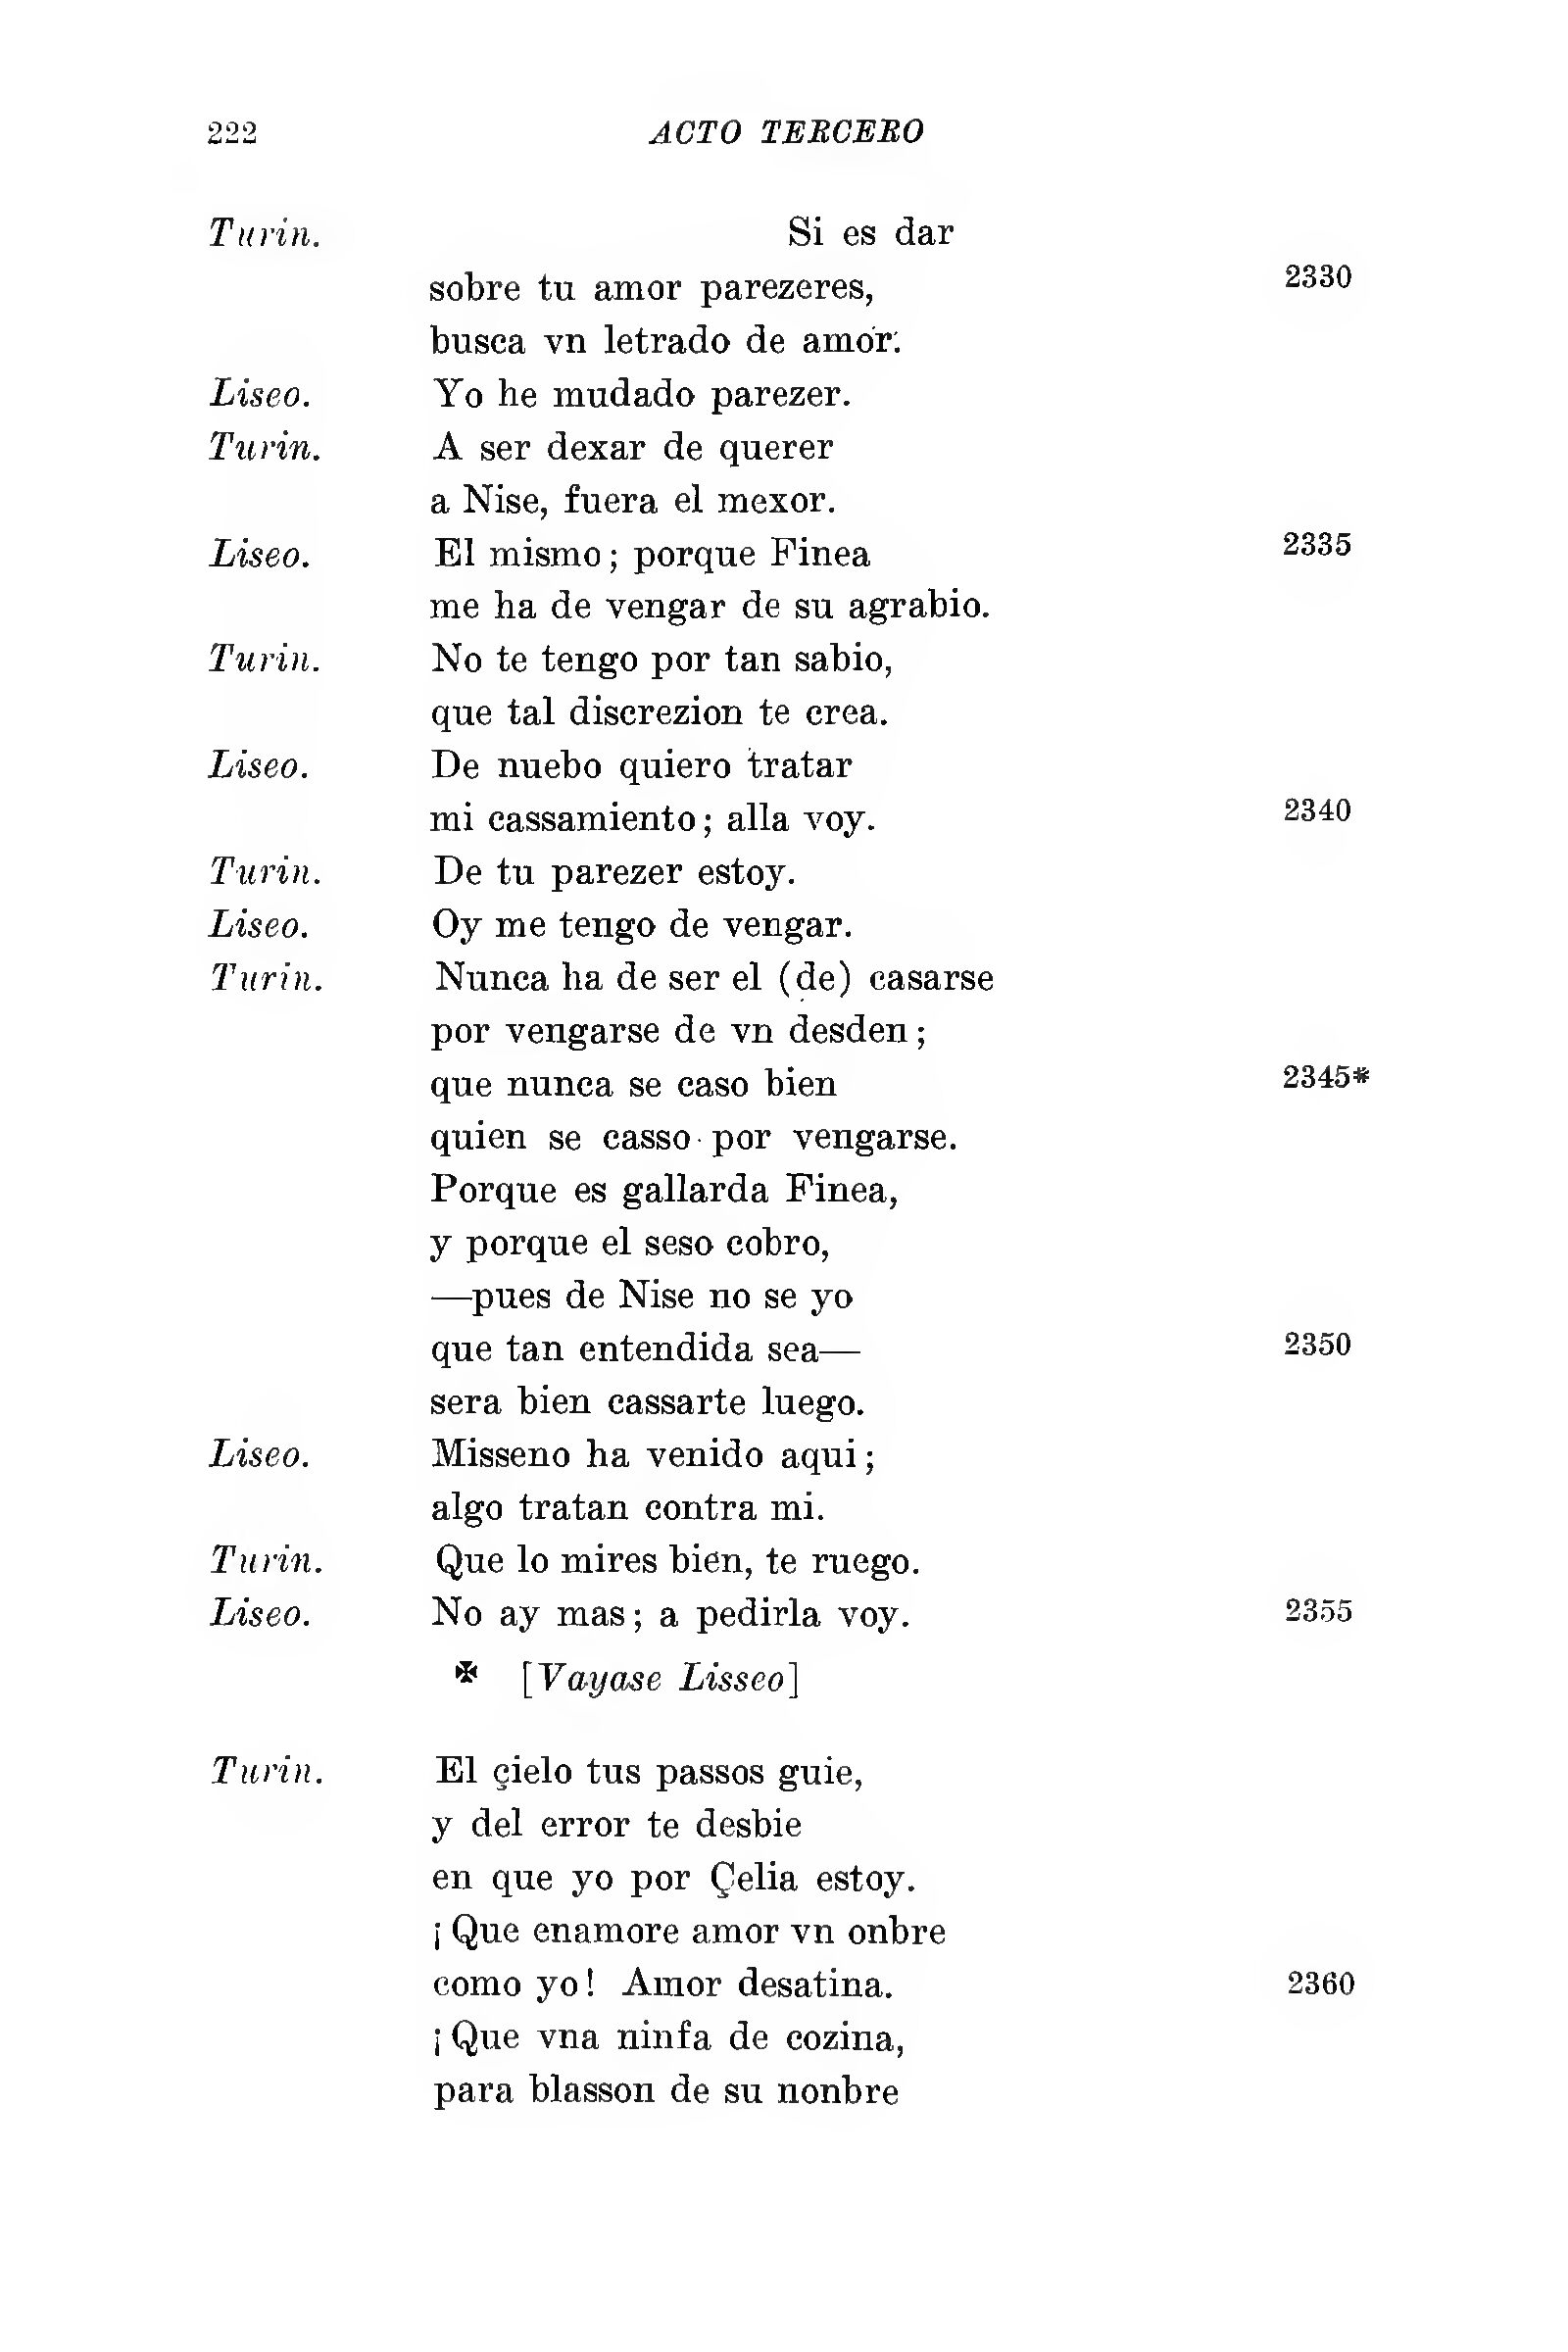 222 ACTO TERCERO
Turin. Si es dar
sobre tu amor parezeres, 2330
busca vn letrado de amor.
Liseo. Yo he mudado parezer.
Turin. A ser dexar de querer
a Nise, fuera el mexor.
Liseo. El mismo; porque Finea 2335
me ha de vengar de su agrabio.
Turin. No te tengo por tan sabio,
que tal discrezion te crea.
Liseo. De nuebo quiero tratar
mi cassamiento; alla voy. 2340
Turin. De tu parezer estoy.
Liseo. Oy me tengo de vengar.
Turin. Nunca ha de ser el (de) casarse
por vengarse de vn desden;
que nunca se caso bien 2345*
quien se casso por vengarse.
Porque es gallarda Finea,
y porque el seso cobro,
—pues de Nise no se yo
que tan entendida sea— 2350
sera bien cassarte luego.
Liseo. Misseno ha venido aqui;
algo tratan contra mi.
Turin. Que lo mires bien, te ruego.
Liseo. No ay mas; a pedirla voy. 2355
✠ [Vayase Lisseo]
Turin. El çielo tus passos guie,
y del error te desbie
en que yo por Çelia estoy.
¡Que enamore amor vn onbre
como yo! Amor desatina. 2360
¡Que vna ninfa de cozina,
para blasson de su nonbre